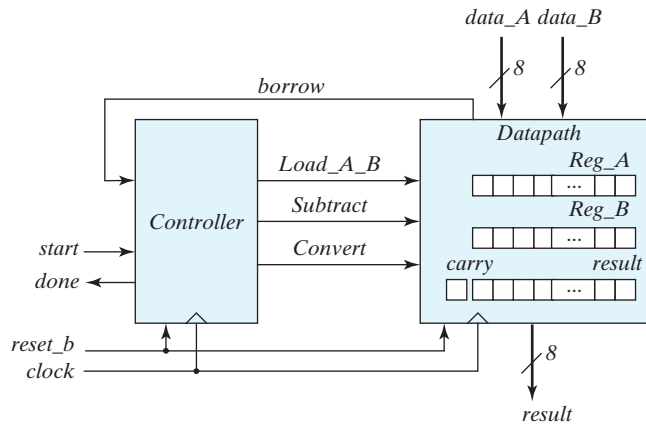 data_A data_B
8 8
borrow
Datapath
Load_A_B
Reg_A
Controller
Subtract
Reg_B
start
Convert
done
carry result
...
...
...
reset_b
clock
8
result